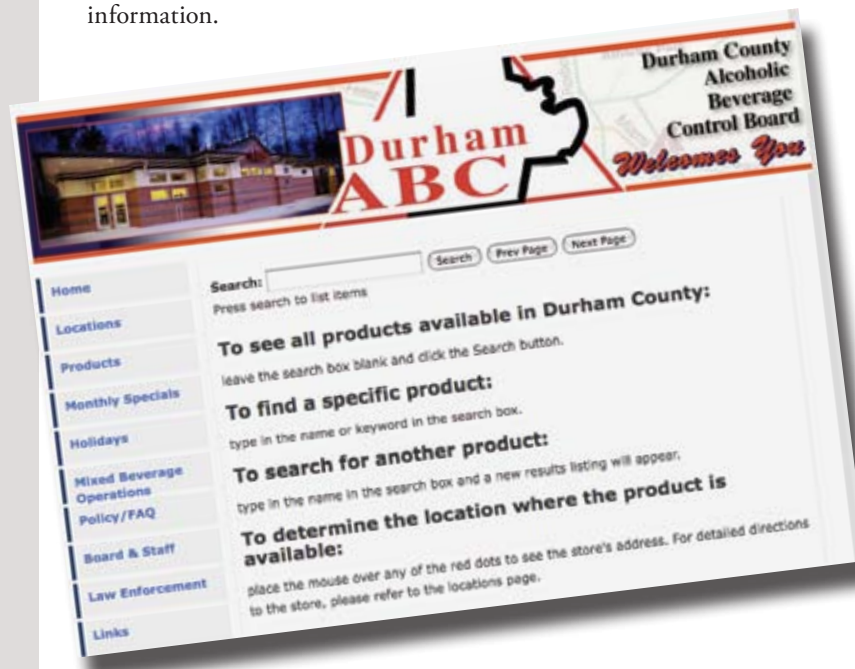 information.
Durham County
Alcoholic
Beverage
Control Board
Welcomes You
Durham
ABC
Home
Locations
Products
Monthly Specials
Holidays
Mixed Beverage
Operations
Policy/FAQ
Board & Staff
Law Enforcement
Links
Search: Search Prev Page Next Page
Press search to list items
To see all products available in Durham County:
leave the search box blank and click the Search button.
To find a specific product:
type in the name or keyword in the search box.
To search for another product:
type in the name in the search box and a new results listing will appear.
To determine the location where the product is
available:
place the mouse over any of the red dots to see the store's address. For detailed directions
to the store, please refer to the locations page.